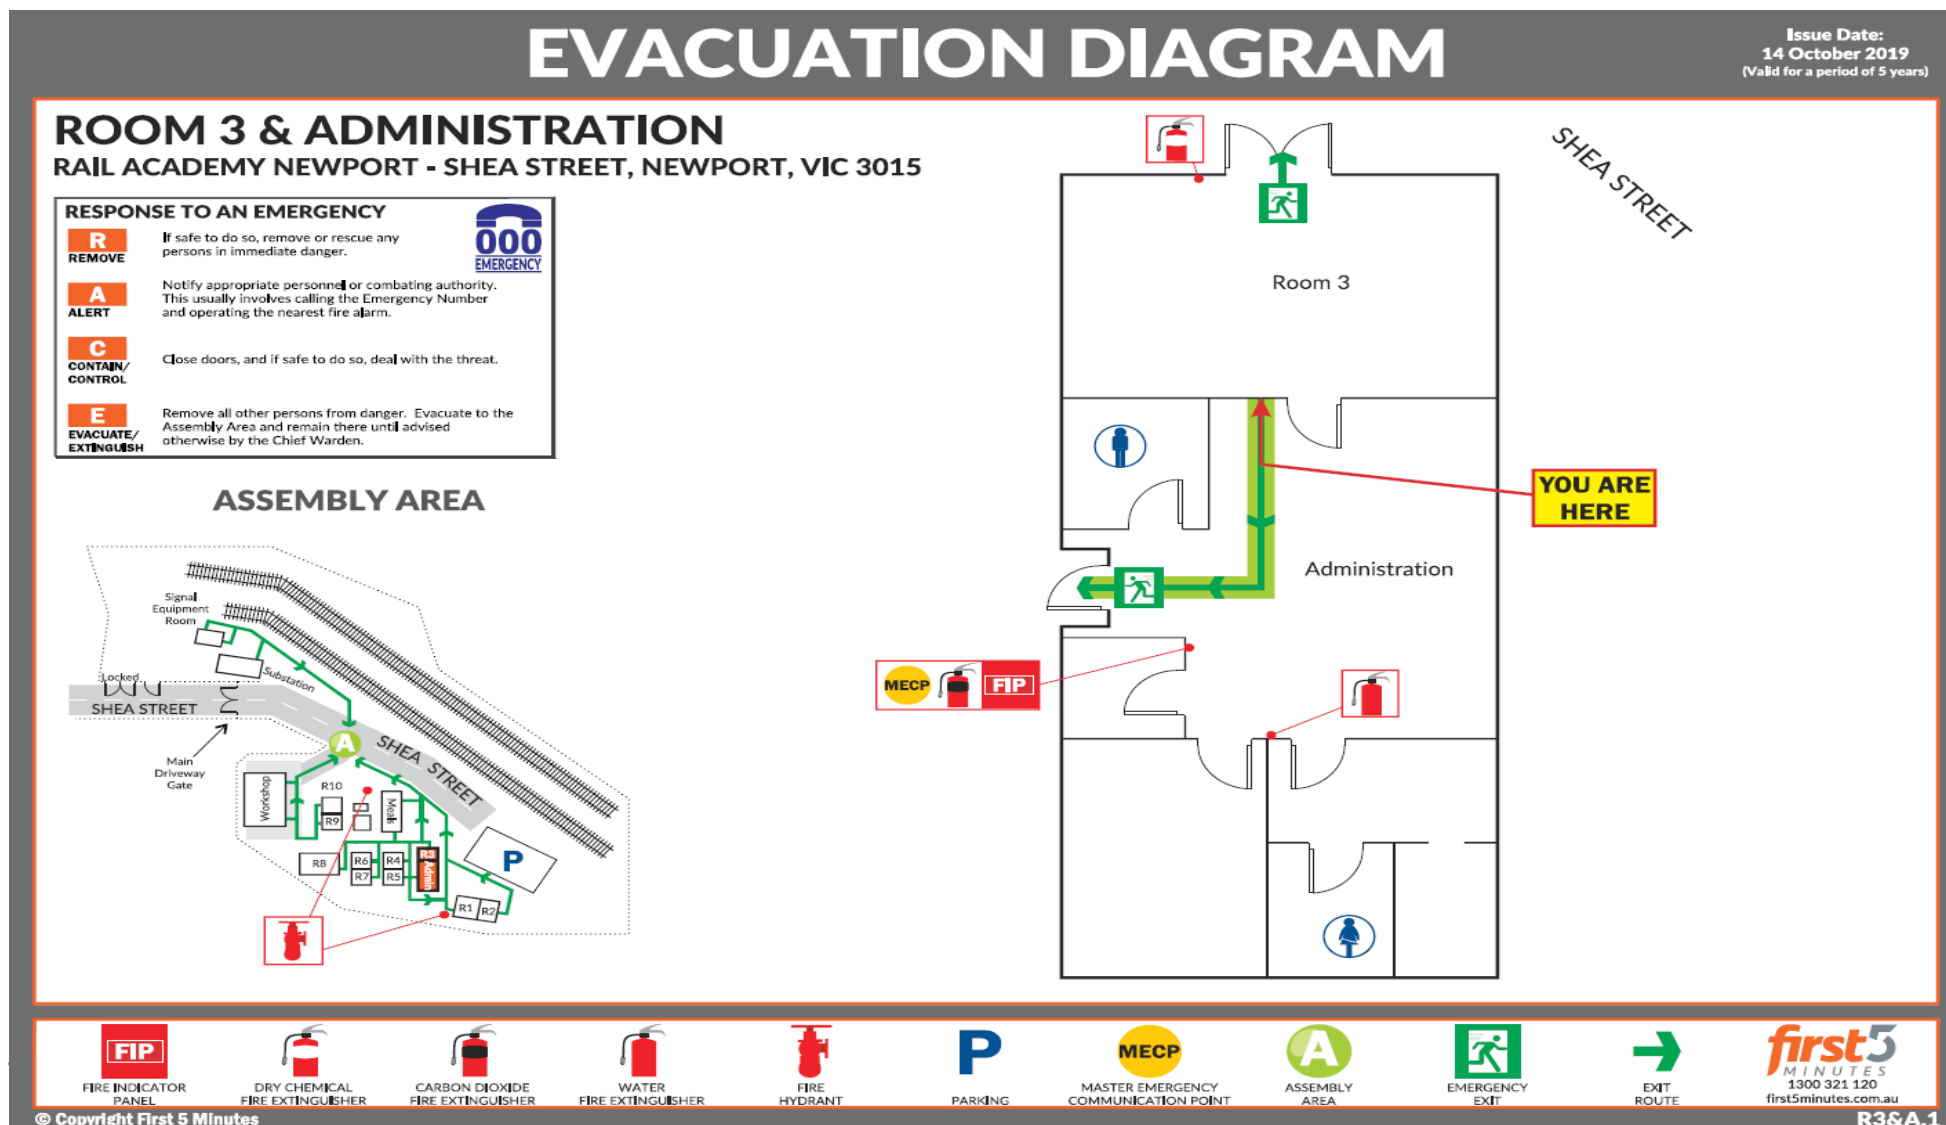 EVACUATION DIAGRAM
Issue Date:
14 October 2019
(Valid for a period of 5 years)
ROOM 3 & ADMINISTRATION
RAIL ACADEMY NEWPORT - SHEA STREET, NEWPORT, VIC 3015
RESPONSE TO AN EMERGENCY
000
EMERGENCY
R
REMOVE
If safe to do so, remove or rescue any
persons in immediate danger.
A
ALERT
Notify appropriate personnel or combating authority.
This usually involves calling the Emergency Number
and operating the nearest fire alarm.
C
CONTAIN/
CONTROL
Close doors, and if safe to do so, deal with the threat.
E
EVACUATE/
EXTINGUISH
Remove all other persons from danger. Evacuate to the
Assembly Area and remain there until advised
otherwise by the Chief Warden.
ASSEMBLY AREA
Signal
Equipment
Room
Substation
Locked
SHEA STREET
Main
Driveway
Gate
A
SHEA STREET
Workshop
R10
R9
Meals
R8
R6
R7
R4
R5
R3
Admin
R1
R2
P
SHEA STREET
Room 3
YOU ARE
HERE
Administration
MECP
FIP
FIP
FIRE INDICATOR
PANEL
DRY CHEMICAL
FIRE EXTINGUISHER
CARBON DIOXIDE
FIRE EXTINGUISHER
WATER
FIRE EXTINGUISHER
FIRE
HYDRANT
P
PARKING
MECP
MASTER EMERGENCY
COMMUNICATION POINT
A
ASSEMBLY
AREA
EMERGENCY
EXIT
EXIT
ROUTE
first5
MINUTES
1300 321 120
first5minutes.com.au
© Copyright First 5 Minutes
R3&A.1